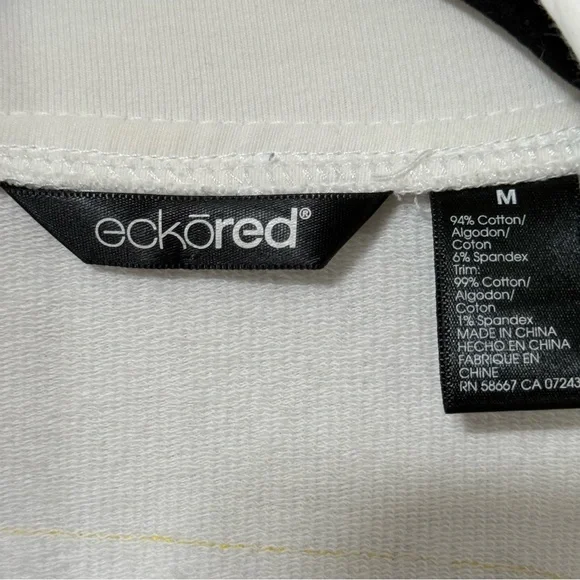 eckōred®
M
94% Cotton/
Algodon/
Coton
6% Spandex
Trim:
99% Cotton/
Algodon/
Coton
1% Spandex
MADE IN CHINA
HECHO EN CHINA
FABRIQUE EN
CHINE
RN 58667 CA 07243